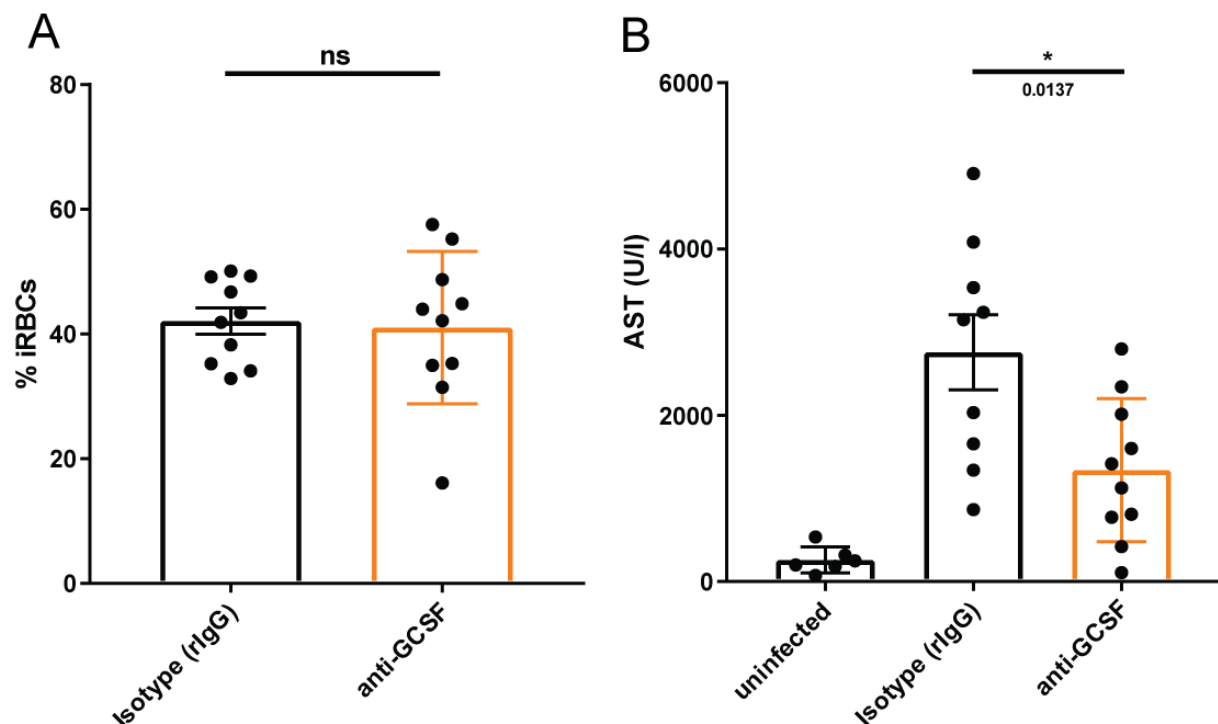 A
ns
80
60
40
20
0
% iRBCs
Isotype (rIgG)
anti-GCSF
B
*
0.0137
6000
4000
2000
0
AST (U/l)
uninfected
Isotype (rIgG)
anti-GCSF